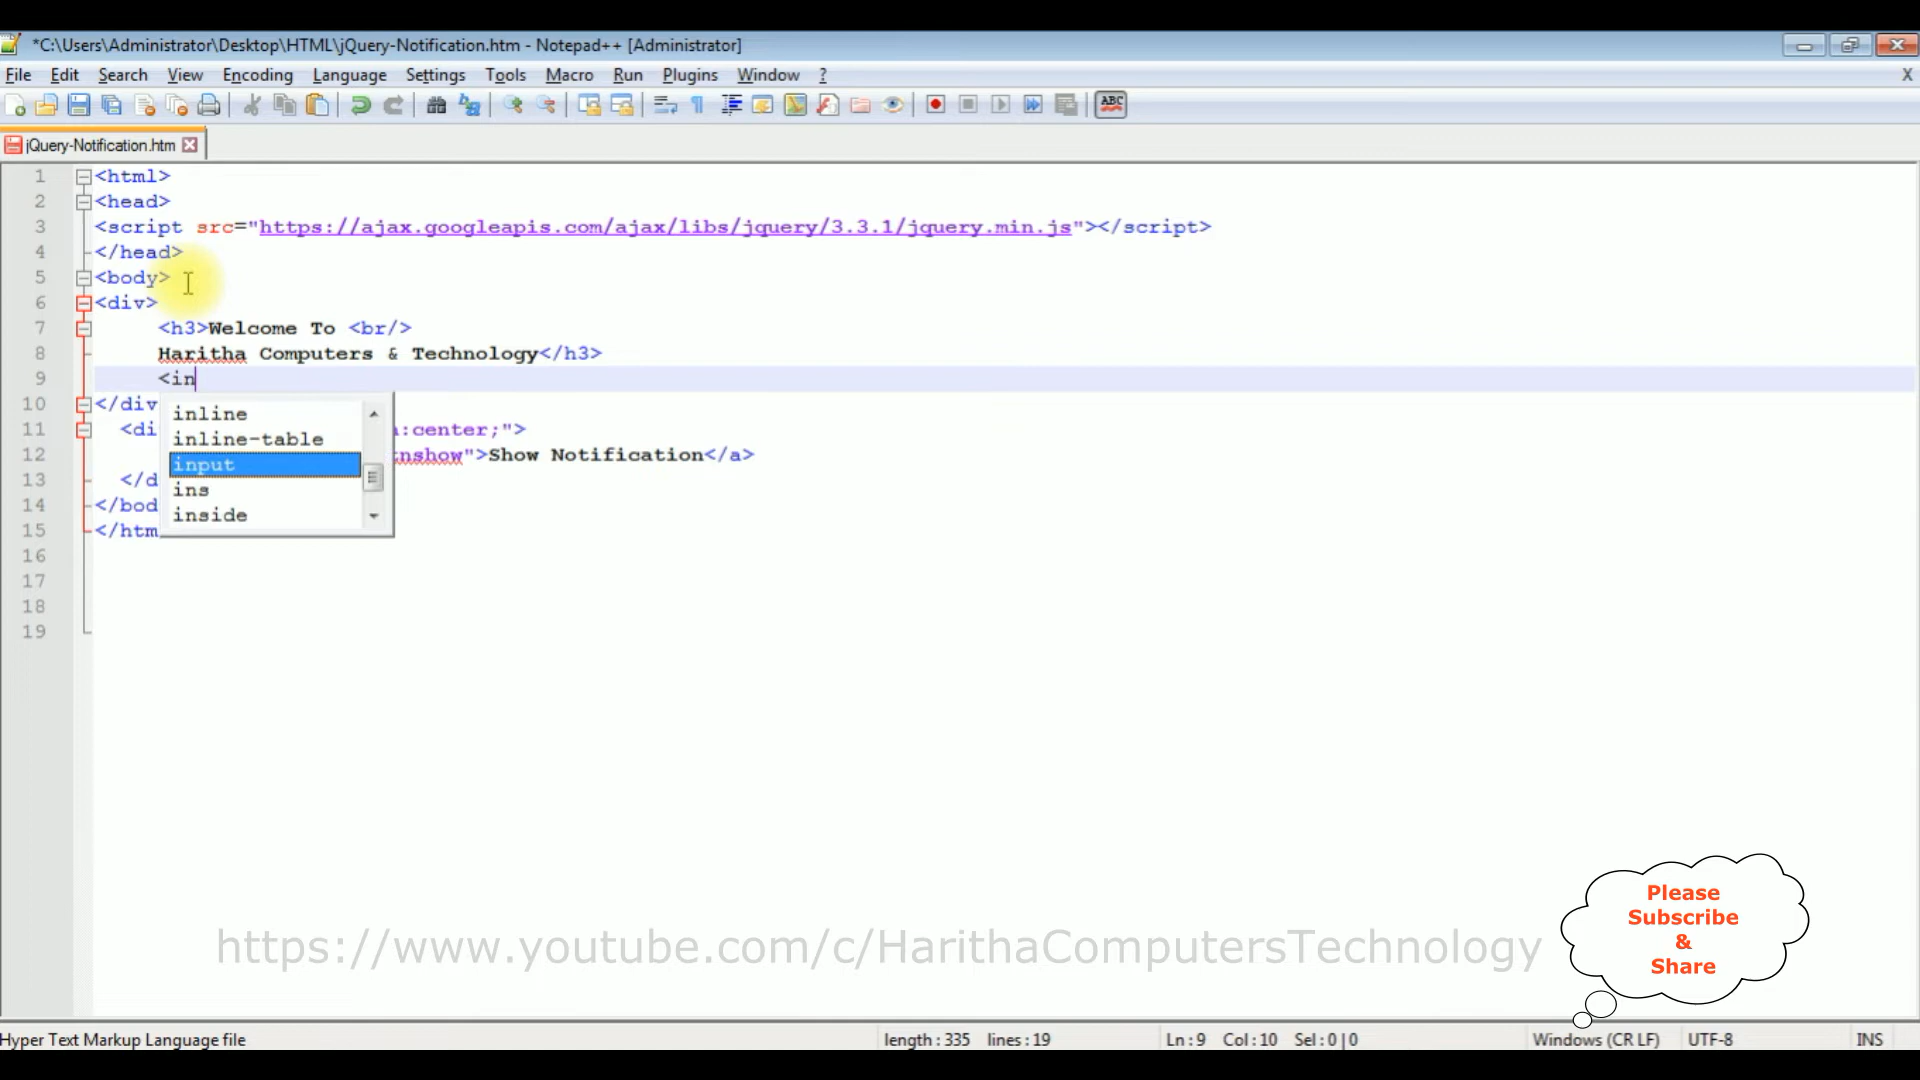 *C:\Users\Administrator\Desktop\HTML\jQuery-Notification.htm - Notepad++ [Administrator]
File Edit Search View Encoding Language Settings Tools Macro Run Plugins Window ? X
ABC
jQuery-Notification.htm
1 <html>
2 <head>
3 <script src="https://ajax.googleapis.com/ajax/libs/jquery/3.3.1/jquery.min.js"></script>
4 </head>
5 <body>
6 <div>
7 <h3>Welcome To <br/>
8 Haritha Computers & Technology</h3>
9 <in
10 </div
inline
11 <di :center;">
inline-table
12 nshow">Show Notification</a>
input
13 </d
ins
14 </bod
inside
15 </htm
16
17
18
19
Please
Subscribe
&
Share
https://www.youtube.com/c/HarithaComputersTechnology
Hyper Text Markup Language file length : 335 lines : 19 Ln : 9 Col : 10 Sel : 0 | 0 Windows (CR LF) UTF-8 INS